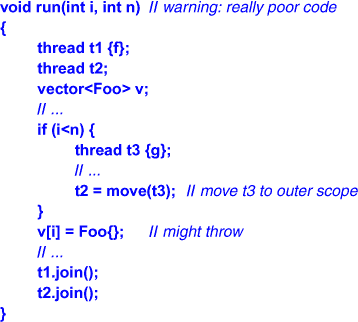 void run(int i, int n) // warning: really poor code
{
thread t1 {f};
thread t2;
vector<Foo> v;
// ...
if (i<n) {
thread t3 {g};
// ...
t2 = move(t3); // move t3 to outer scope
}
v[i] = Foo{}; // might throw
// ...
t1.join();
t2.join();
}